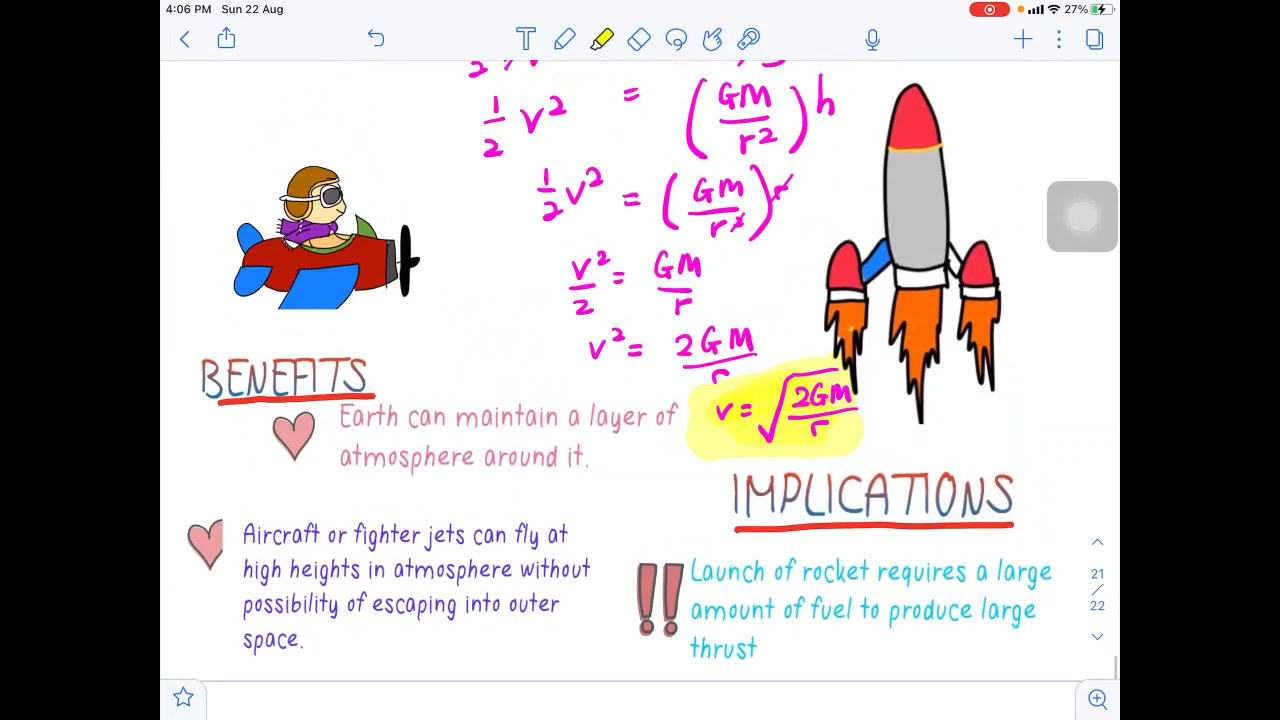 4:06 PM Sun 22 Aug
27%
T
1/2 v² = (GM/r²)h
1/2 v² = (GM/r²)r
v²/2 = GM/r
v² = 2GM/r
v = √(2GM/r)
BENEFITS
Earth can maintain a layer of
atmosphere around it.
Aircraft or fighter jets can fly at
high heights in atmosphere without
possibility of escaping into outer
space.
IMPLICATIONS
!! Launch of rocket requires a large
amount of fuel to produce large
thrust
21
/
22